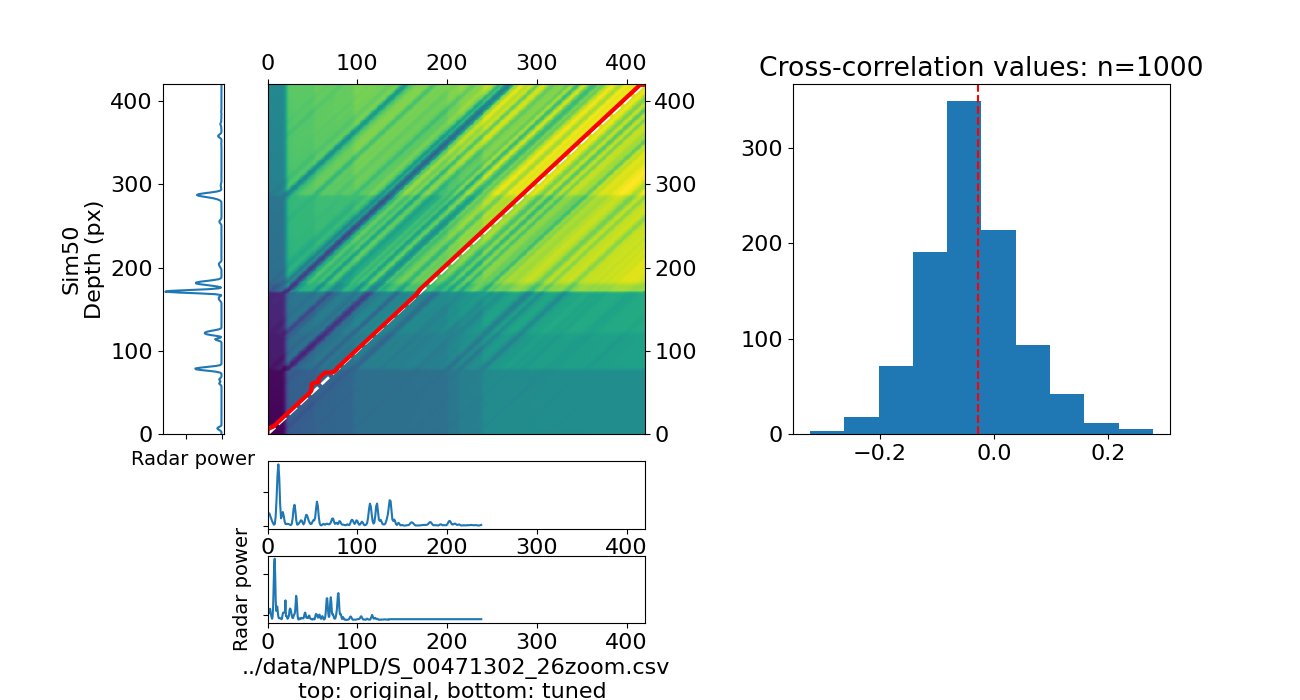 0 100 200 300 400
Cross-correlation values: n=1000
400
300
200
100
0
Sim50
Depth (px)
Radar power
400
300
200
100
0
300
200
100
0
−0.2 0.0 0.2
0 100 200 300 400
Radar power
0 100 200 300 400
../data/NPLD/S_00471302_26zoom.csv
top: original, bottom: tuned